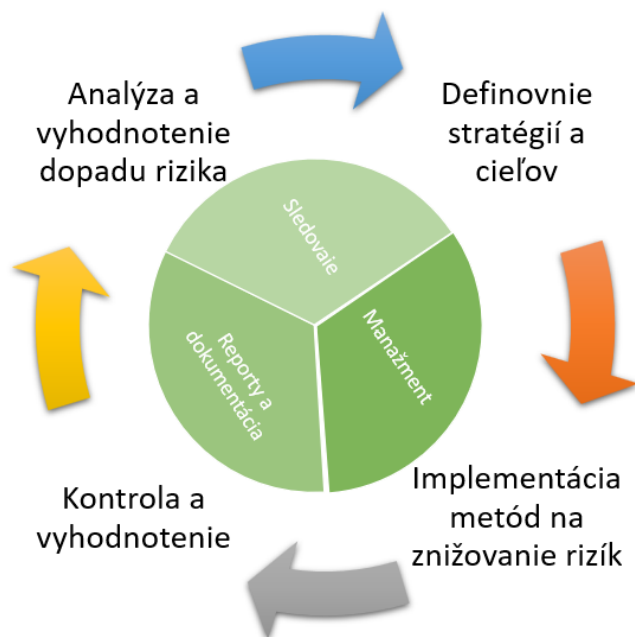 Analýza a
vyhodnotenie
dopadu rizika
Definovnie
stratégií a
cieľov
Sledovaie
Manažment
Reporty a
dokumentácia
Kontrola a
vyhodnotenie
Implementácia
metód na
znižovanie rizík